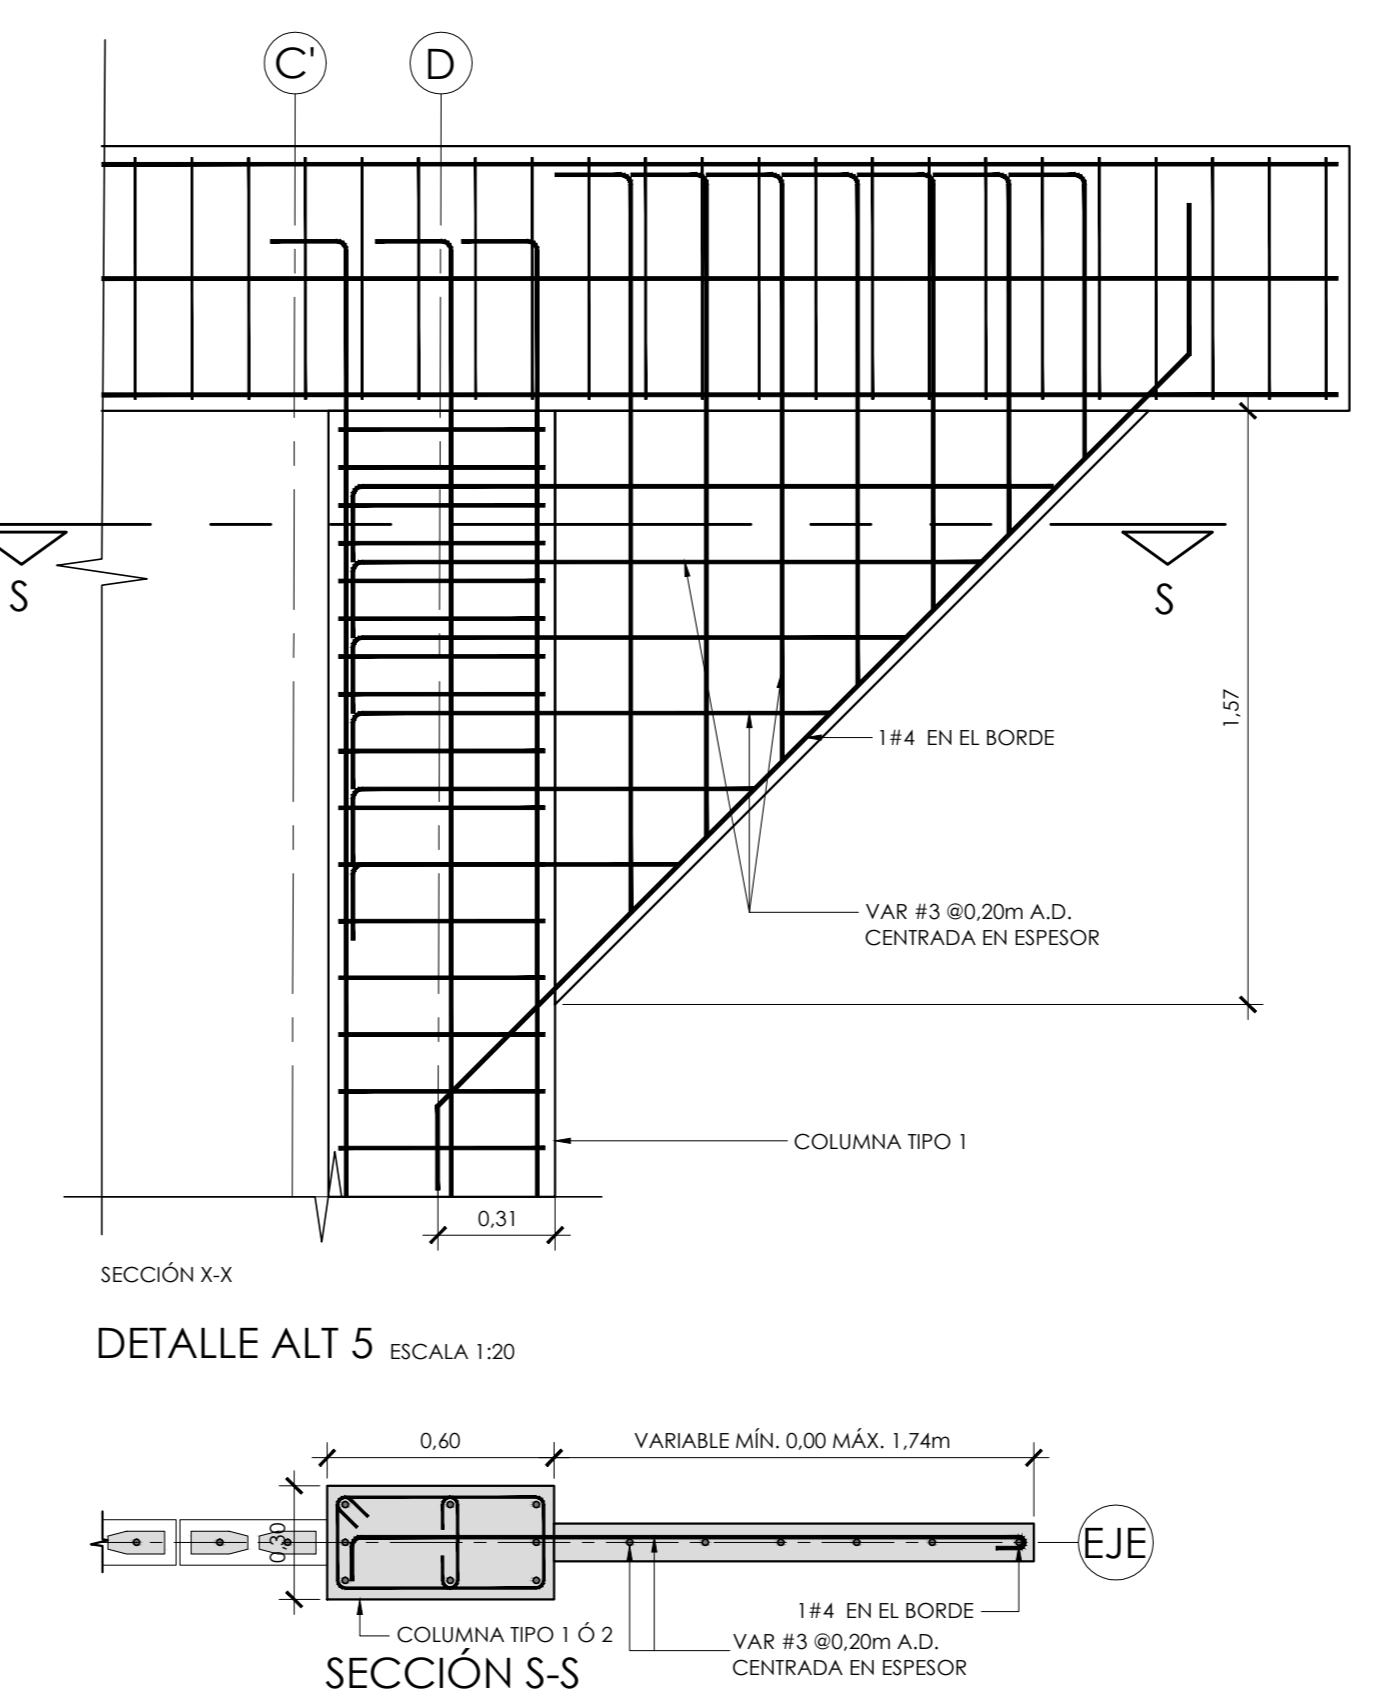 C'
D
S
S
1,57
1#4 EN EL BORDE
VAR #3 @0,20m A.D.
CENTRADA EN ESPESOR
COLUMNA TIPO 1
0,31
SECCIÓN X-X
DETALLE ALT 5 ESCALA 1:20
0,60
VARIABLE MÍN. 0,00 MÁX. 1,74m
0,30
EJE
1#4 EN EL BORDE
COLUMNA TIPO 1 Ó 2
VAR #3 @0,20m A.D.
CENTRADA EN ESPESOR
SECCIÓN S-S